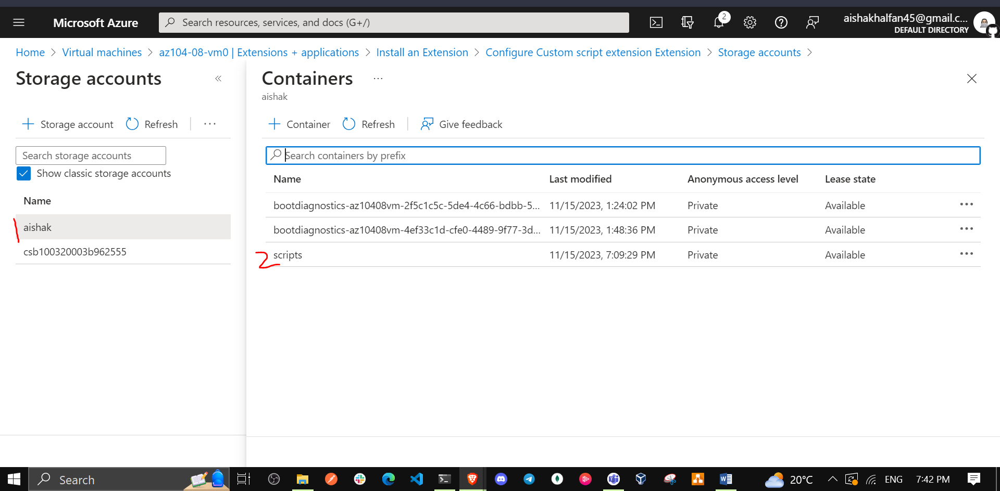 Microsoft Azure
Search resources, services, and docs (G+/)
2
aishakhalfan45@gmail.c...
DEFAULT DIRECTORY
Home > Virtual machines > az104-08-vm0 | Extensions + applications > Install an Extension > Configure Custom script extension Extension > Storage accounts >
Storage accounts
«
Containers
...
aishak
+ Storage account
Refresh
...
+ Container
Refresh
Give feedback
Search storage accounts
Show classic storage accounts
Name
aishak
csb100320003b962555
Search containers by prefix
Name Last modified Anonymous access level Lease state
bootdiagnostics-az10408vm-2f5c1c5c-5de4-4c66-bdbb-5... 11/15/2023, 1:24:02 PM Private Available ...
bootdiagnostics-az10408vm-4ef33c1d-cfe0-4489-9f77-3d... 11/15/2023, 1:48:36 PM Private Available ...
2 scripts 11/15/2023, 7:09:29 PM Private Available ...
Search
20°C
ENG
7:42 PM